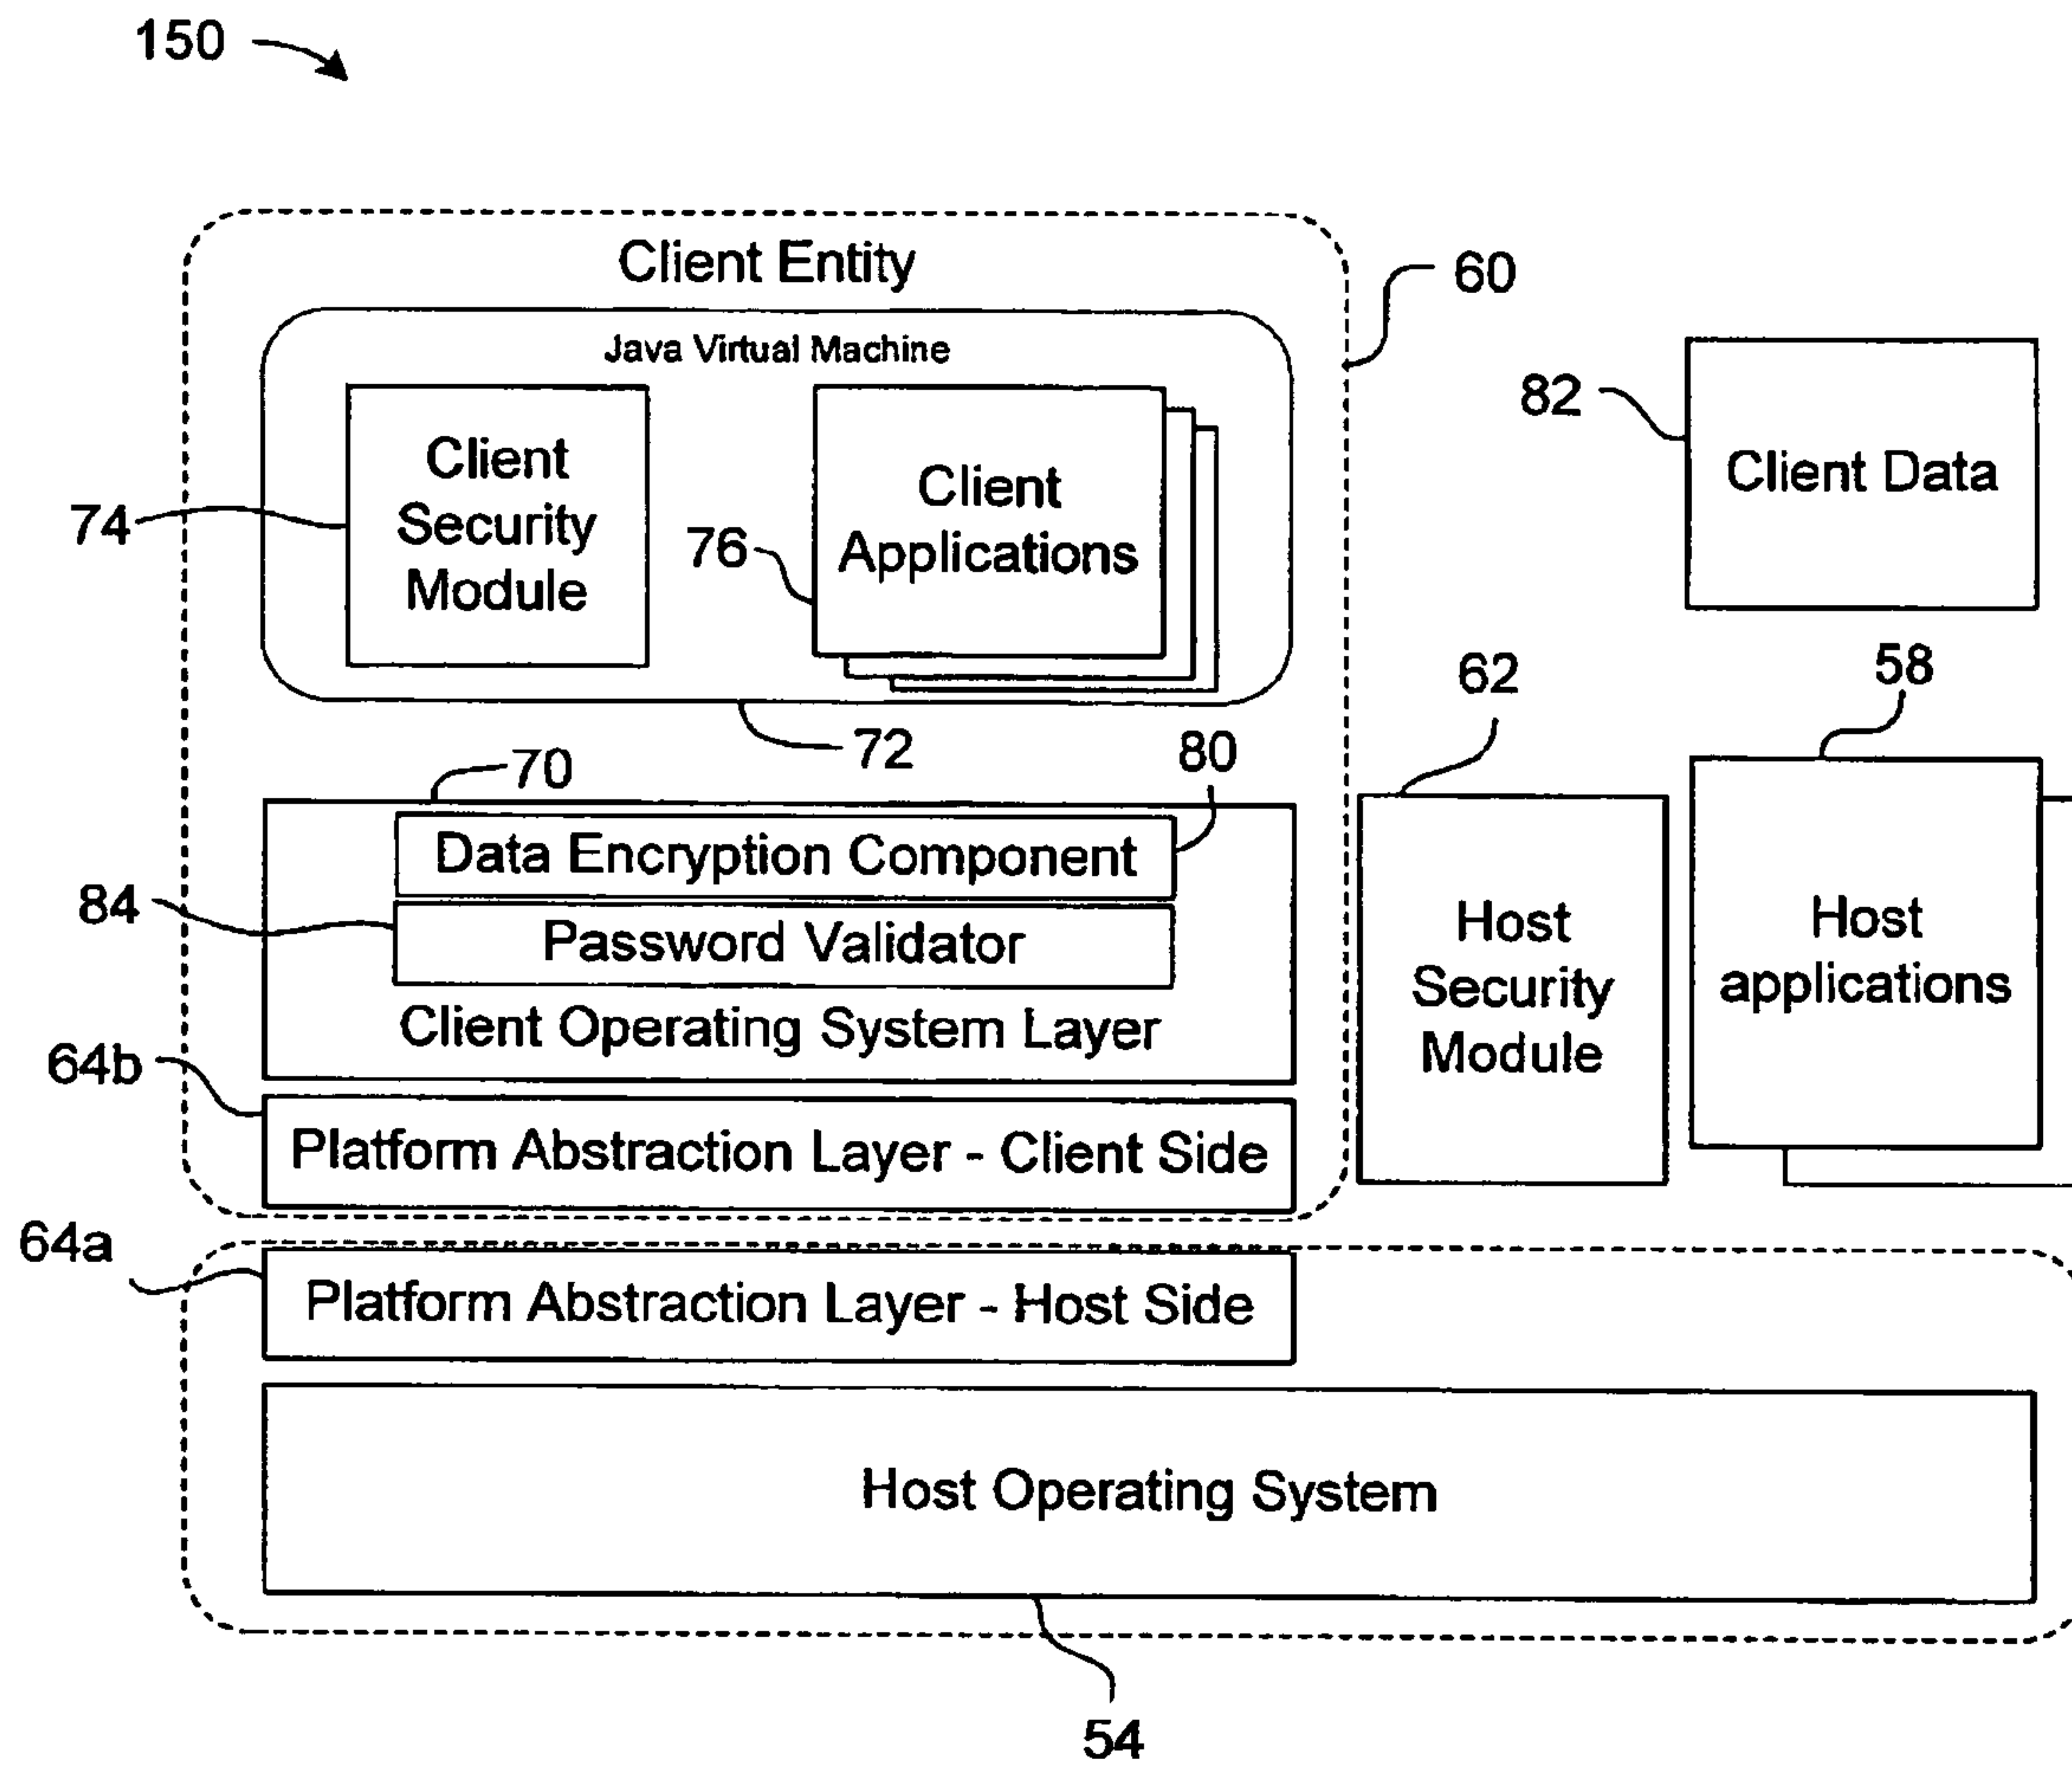 150
Client Entity
60
Java Virtual Machine
82
Client Data
74
Client
Security
Module
76
Client
Applications
62
58
72
70
80
Data Encryption Component
84
Password Validator
Client Operating System Layer
Host
Security
Module
Host
applications
64b
Platform Abstraction Layer - Client Side
64a
Platform Abstraction Layer - Host Side
Host Operating System
54